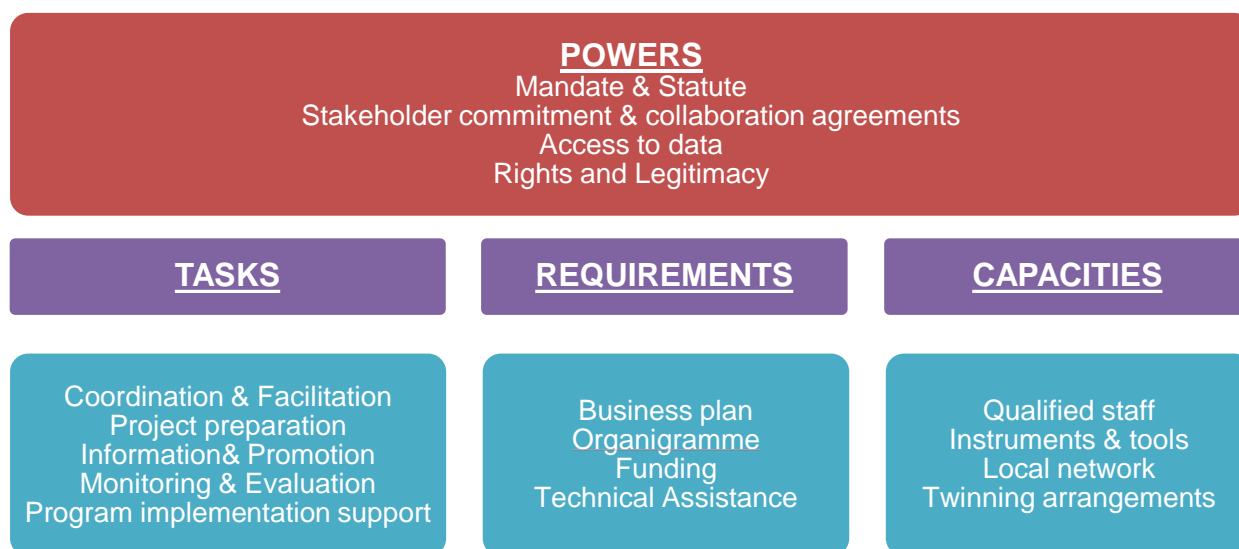 POWERS
Mandate & Statute
Stakeholder commitment & collaboration agreements
Access to data
Rights and Legitimacy
TASKS
REQUIREMENTS
CAPACITIES
Coordination & Facilitation
Project preparation
Information& Promotion
Monitoring & Evaluation
Program implementation support
Business plan
Organigramme
Funding
Technical Assistance
Qualified staff
Instruments & tools
Local network
Twinning arrangements